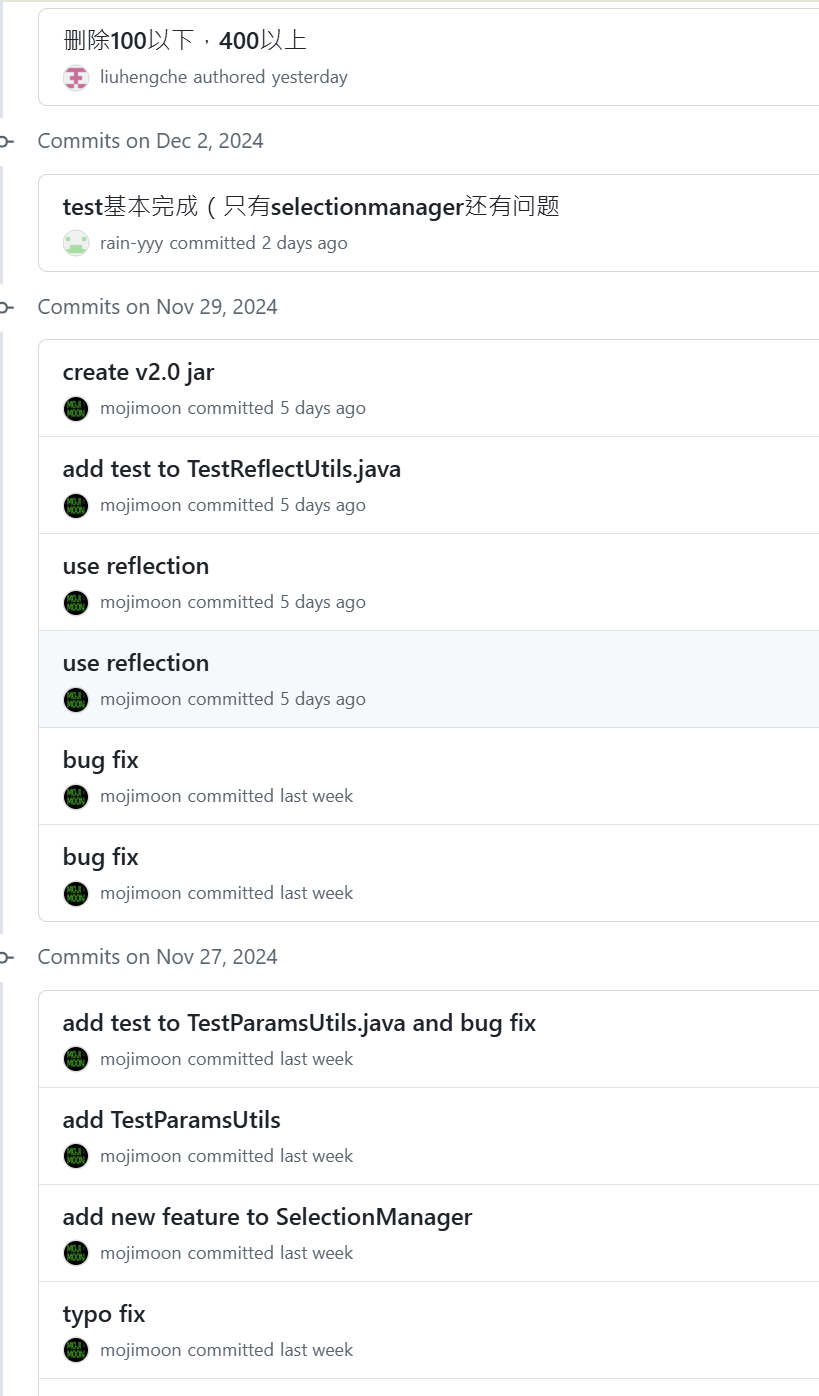 删除100以下，400以上
liuhengche authored yesterday
Commits on Dec 2, 2024
test基本完成（只有selectionmanager还有问题
rain-yyy committed 2 days ago
Commits on Nov 29, 2024
create v2.0 jar
mojimoon committed 5 days ago
add test to TestReflectUtils.java
mojimoon committed 5 days ago
use reflection
mojimoon committed 5 days ago
use reflection
mojimoon committed 5 days ago
bug fix
mojimoon committed last week
bug fix
mojimoon committed last week
Commits on Nov 27, 2024
add test to TestParamsUtils.java and bug fix
mojimoon committed last week
add TestParamsUtils
mojimoon committed last week
add new feature to SelectionManager
mojimoon committed last week
typo fix
mojimoon committed last week